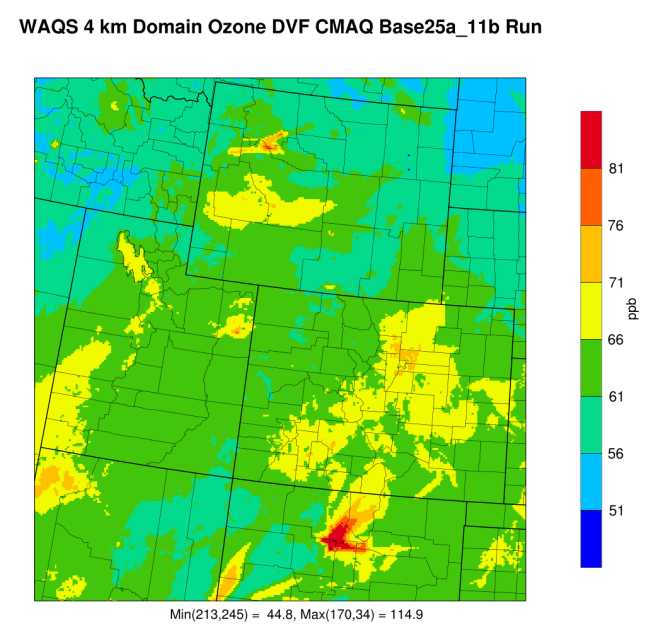 WAQS 4 km Domain Ozone DVF CMAQ Base25a_11b Run
81
76
71
66
61
56
51
ppb
Min(213,245) = 44.8, Max(170,34) = 114.9